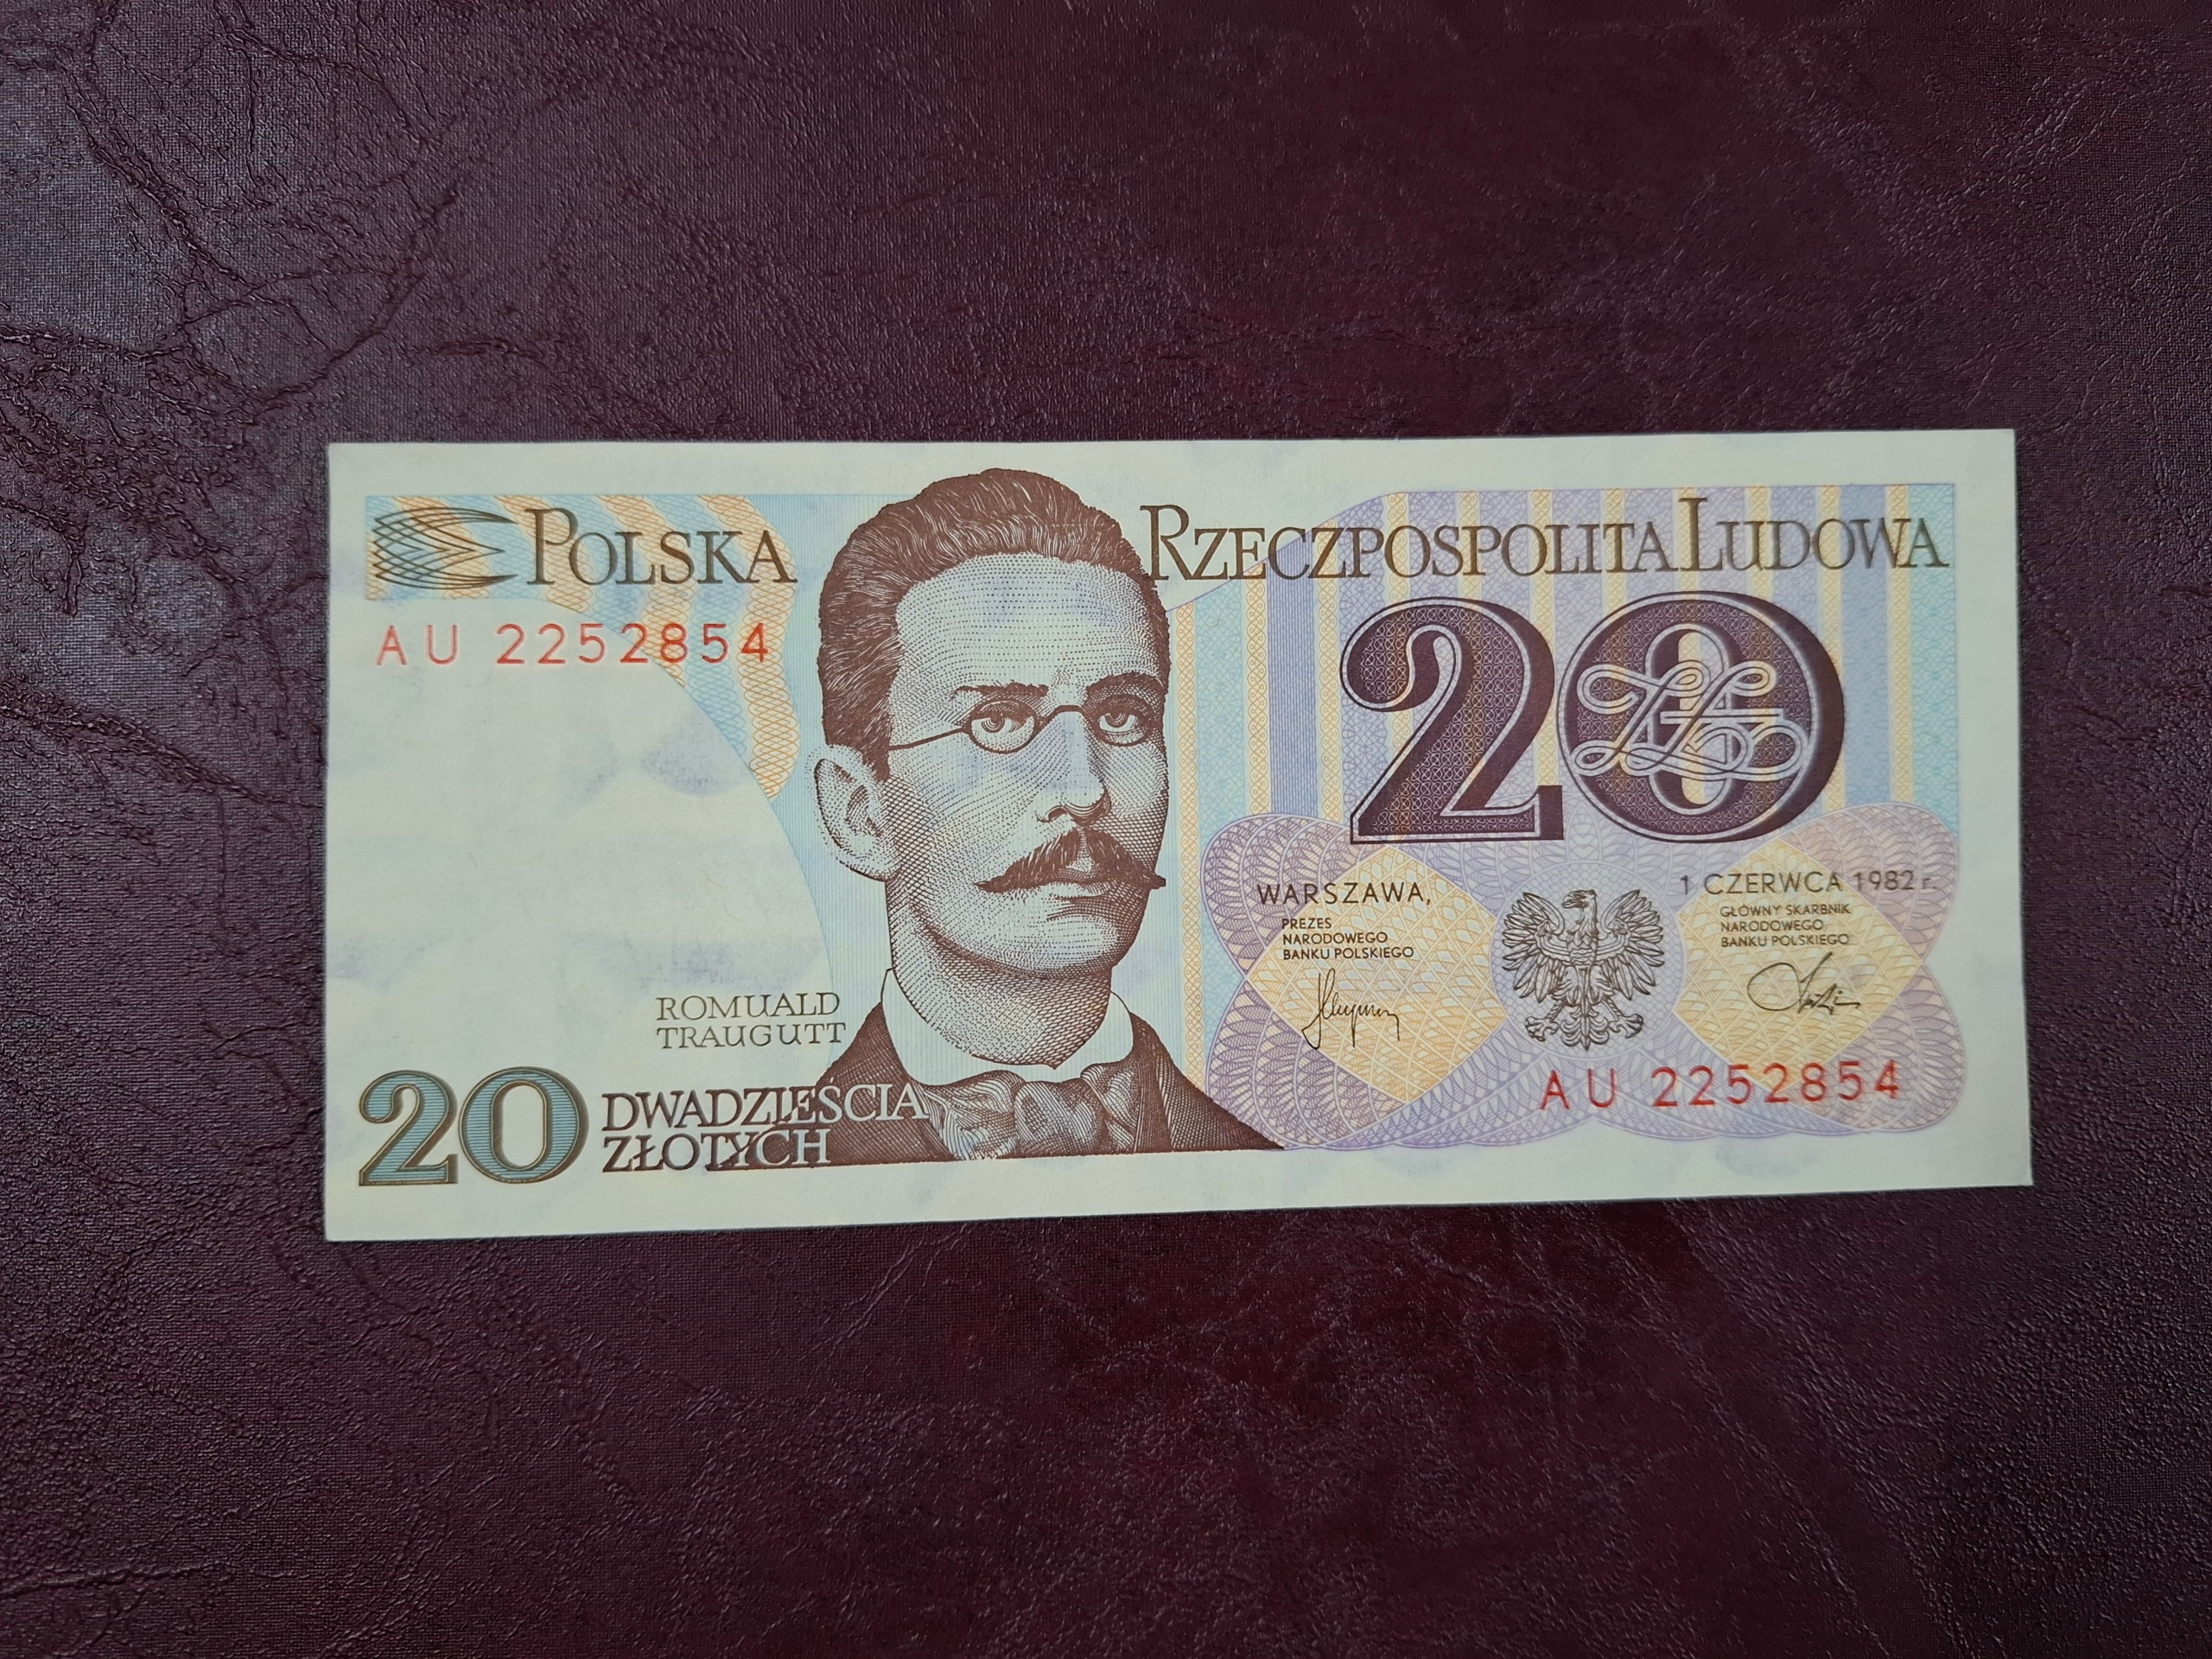 POLSKA RZECZPOSPOLITA LUDOWA
AU 2252854
20
WARSZAWA, 1 CZERWCA 1982 r.
PREZES
NARODOWEGO
BANKU POLSKIEGO
GŁÓWNY SKARBNIK
NARODOWEGO
BANKU POLSKIEGO
ROMUALD
TRAUGUTT
AU 2252854
20 DWADZIEŚCIA
ZŁOTYCH